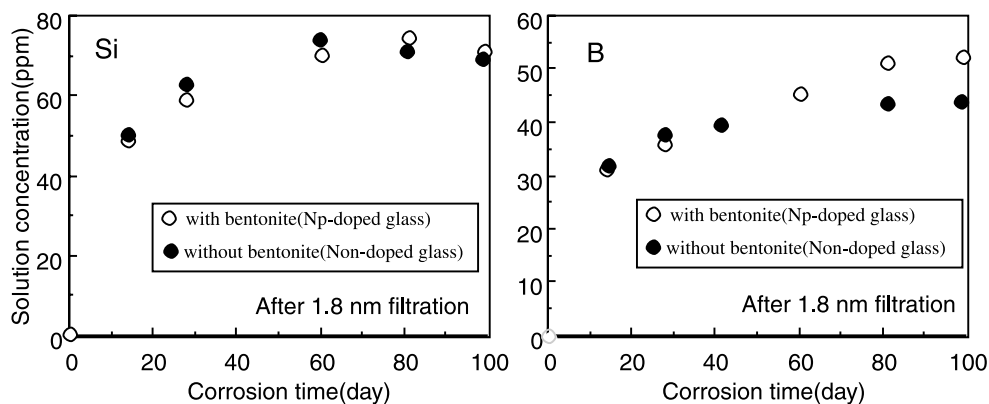 Solution concentration(ppm)
80
60
40
20
0
Si
with bentonite(Np-doped glass)
without bentonite(Non-doped glass)
After 1.8 nm filtration
0 20 40 60 80 100
Corrosion time(day)
60
50
40
30
20
10
0
B
with bentonite(Np-doped glass)
without bentonite(Non-doped glass)
After 1.8 nm filtration
0 20 40 60 80 100
Corrosion time(day)